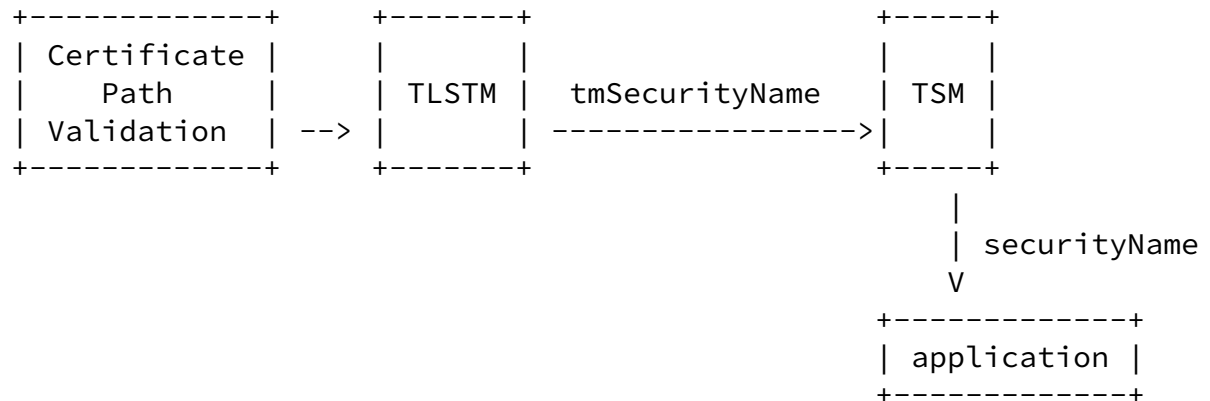 +-------------+     +-------+                   +-----+
| Certificate |     |       |                   |     |
|    Path     |     | TLSTM |  tmSecurityName   | TSM |
| Validation  | --> |       | ----------------->|     |
+-------------+     +-------+                   +-----+
                                                    |
                                                    | securityName
                                                    V
                                                +-------------+
                                                | application |
                                                +-------------+